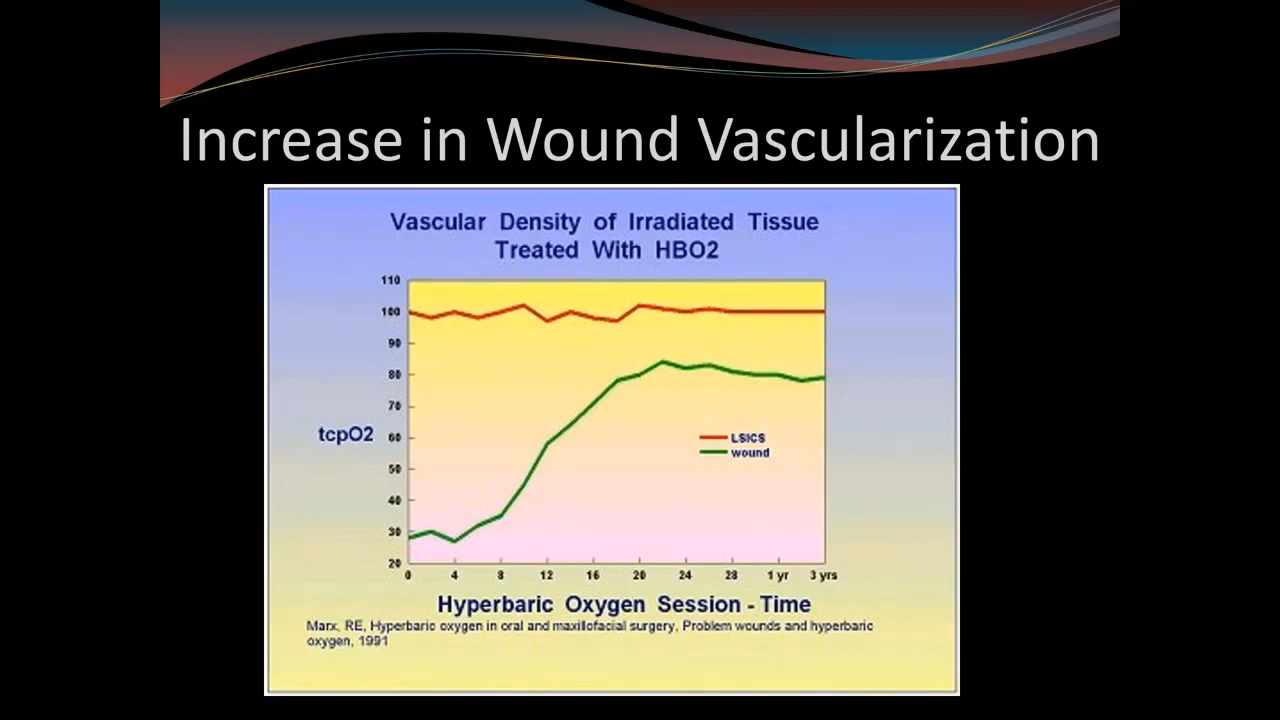 Increase in Wound Vascularization
Vascular Density of Irradiated Tissue
Treated With HBO2
110
100
90
80
70
tcpO2
60
50
40
30
20
LSICS
wound
0 4 8 12 16 20 24 28 1 yr 3 yrs
Hyperbaric Oxygen Session - Time
Marx, RE, Hyperbaric oxygen in oral and maxillofacial surgery, Problem wounds and hyperbaric
oxygen, 1991